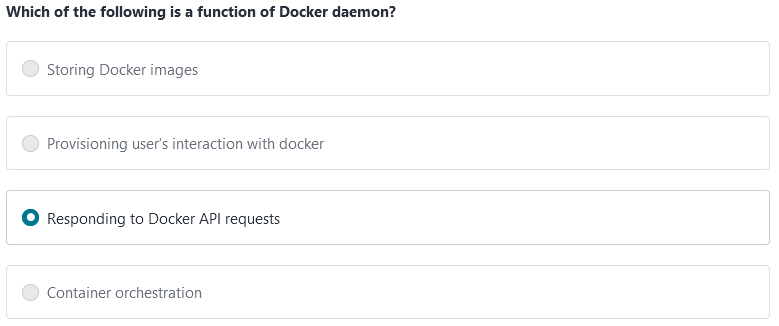 Which of the following is a function of Docker daemon?
Storing Docker images
Provisioning user’s interaction with docker
Responding to Docker API requests
Container orchestration